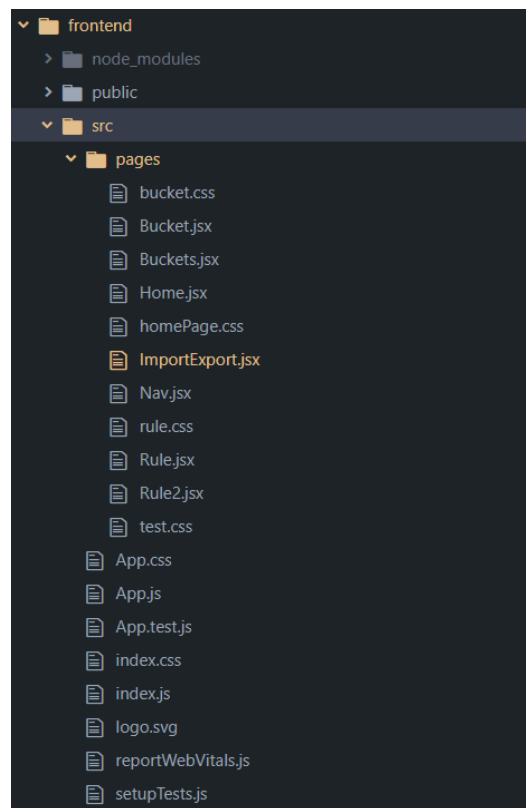 frontend
node_modules
public
src
pages
bucket.css
Bucket.jsx
Buckets.jsx
Home.jsx
homePage.css
ImportExport.jsx
Nav.jsx
rule.css
Rule.jsx
Rule2.jsx
test.css
App.css
App.js
App.test.js
index.css
index.js
logo.svg
reportWebVitals.js
setupTests.js